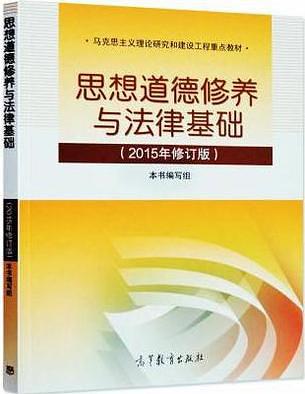 ·马克思主义理论研究和建设工程重点教材·
思想道德修养
与法律基础
(2015年修订版)
本书编写组
高等教育出版社
思想道德修养与法律基础
(2015年修订版)
本书编写组